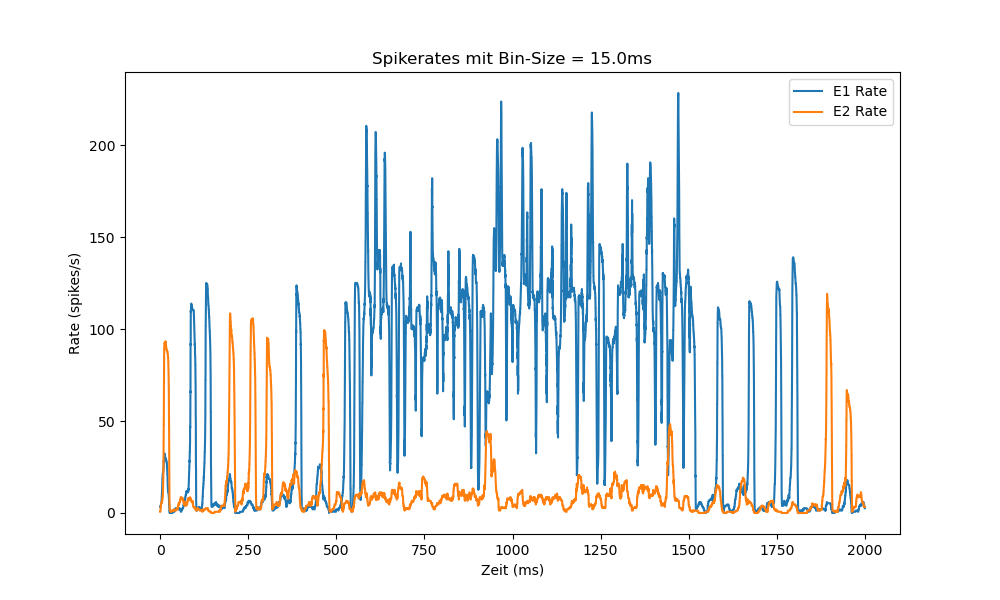 Spikerates mit Bin-Size = 15.0ms
E1 Rate
E2 Rate
200
150
100
50
0
Rate (spikes/s)
0 250 500 750 1000 1250 1500 1750 2000
Zeit (ms)